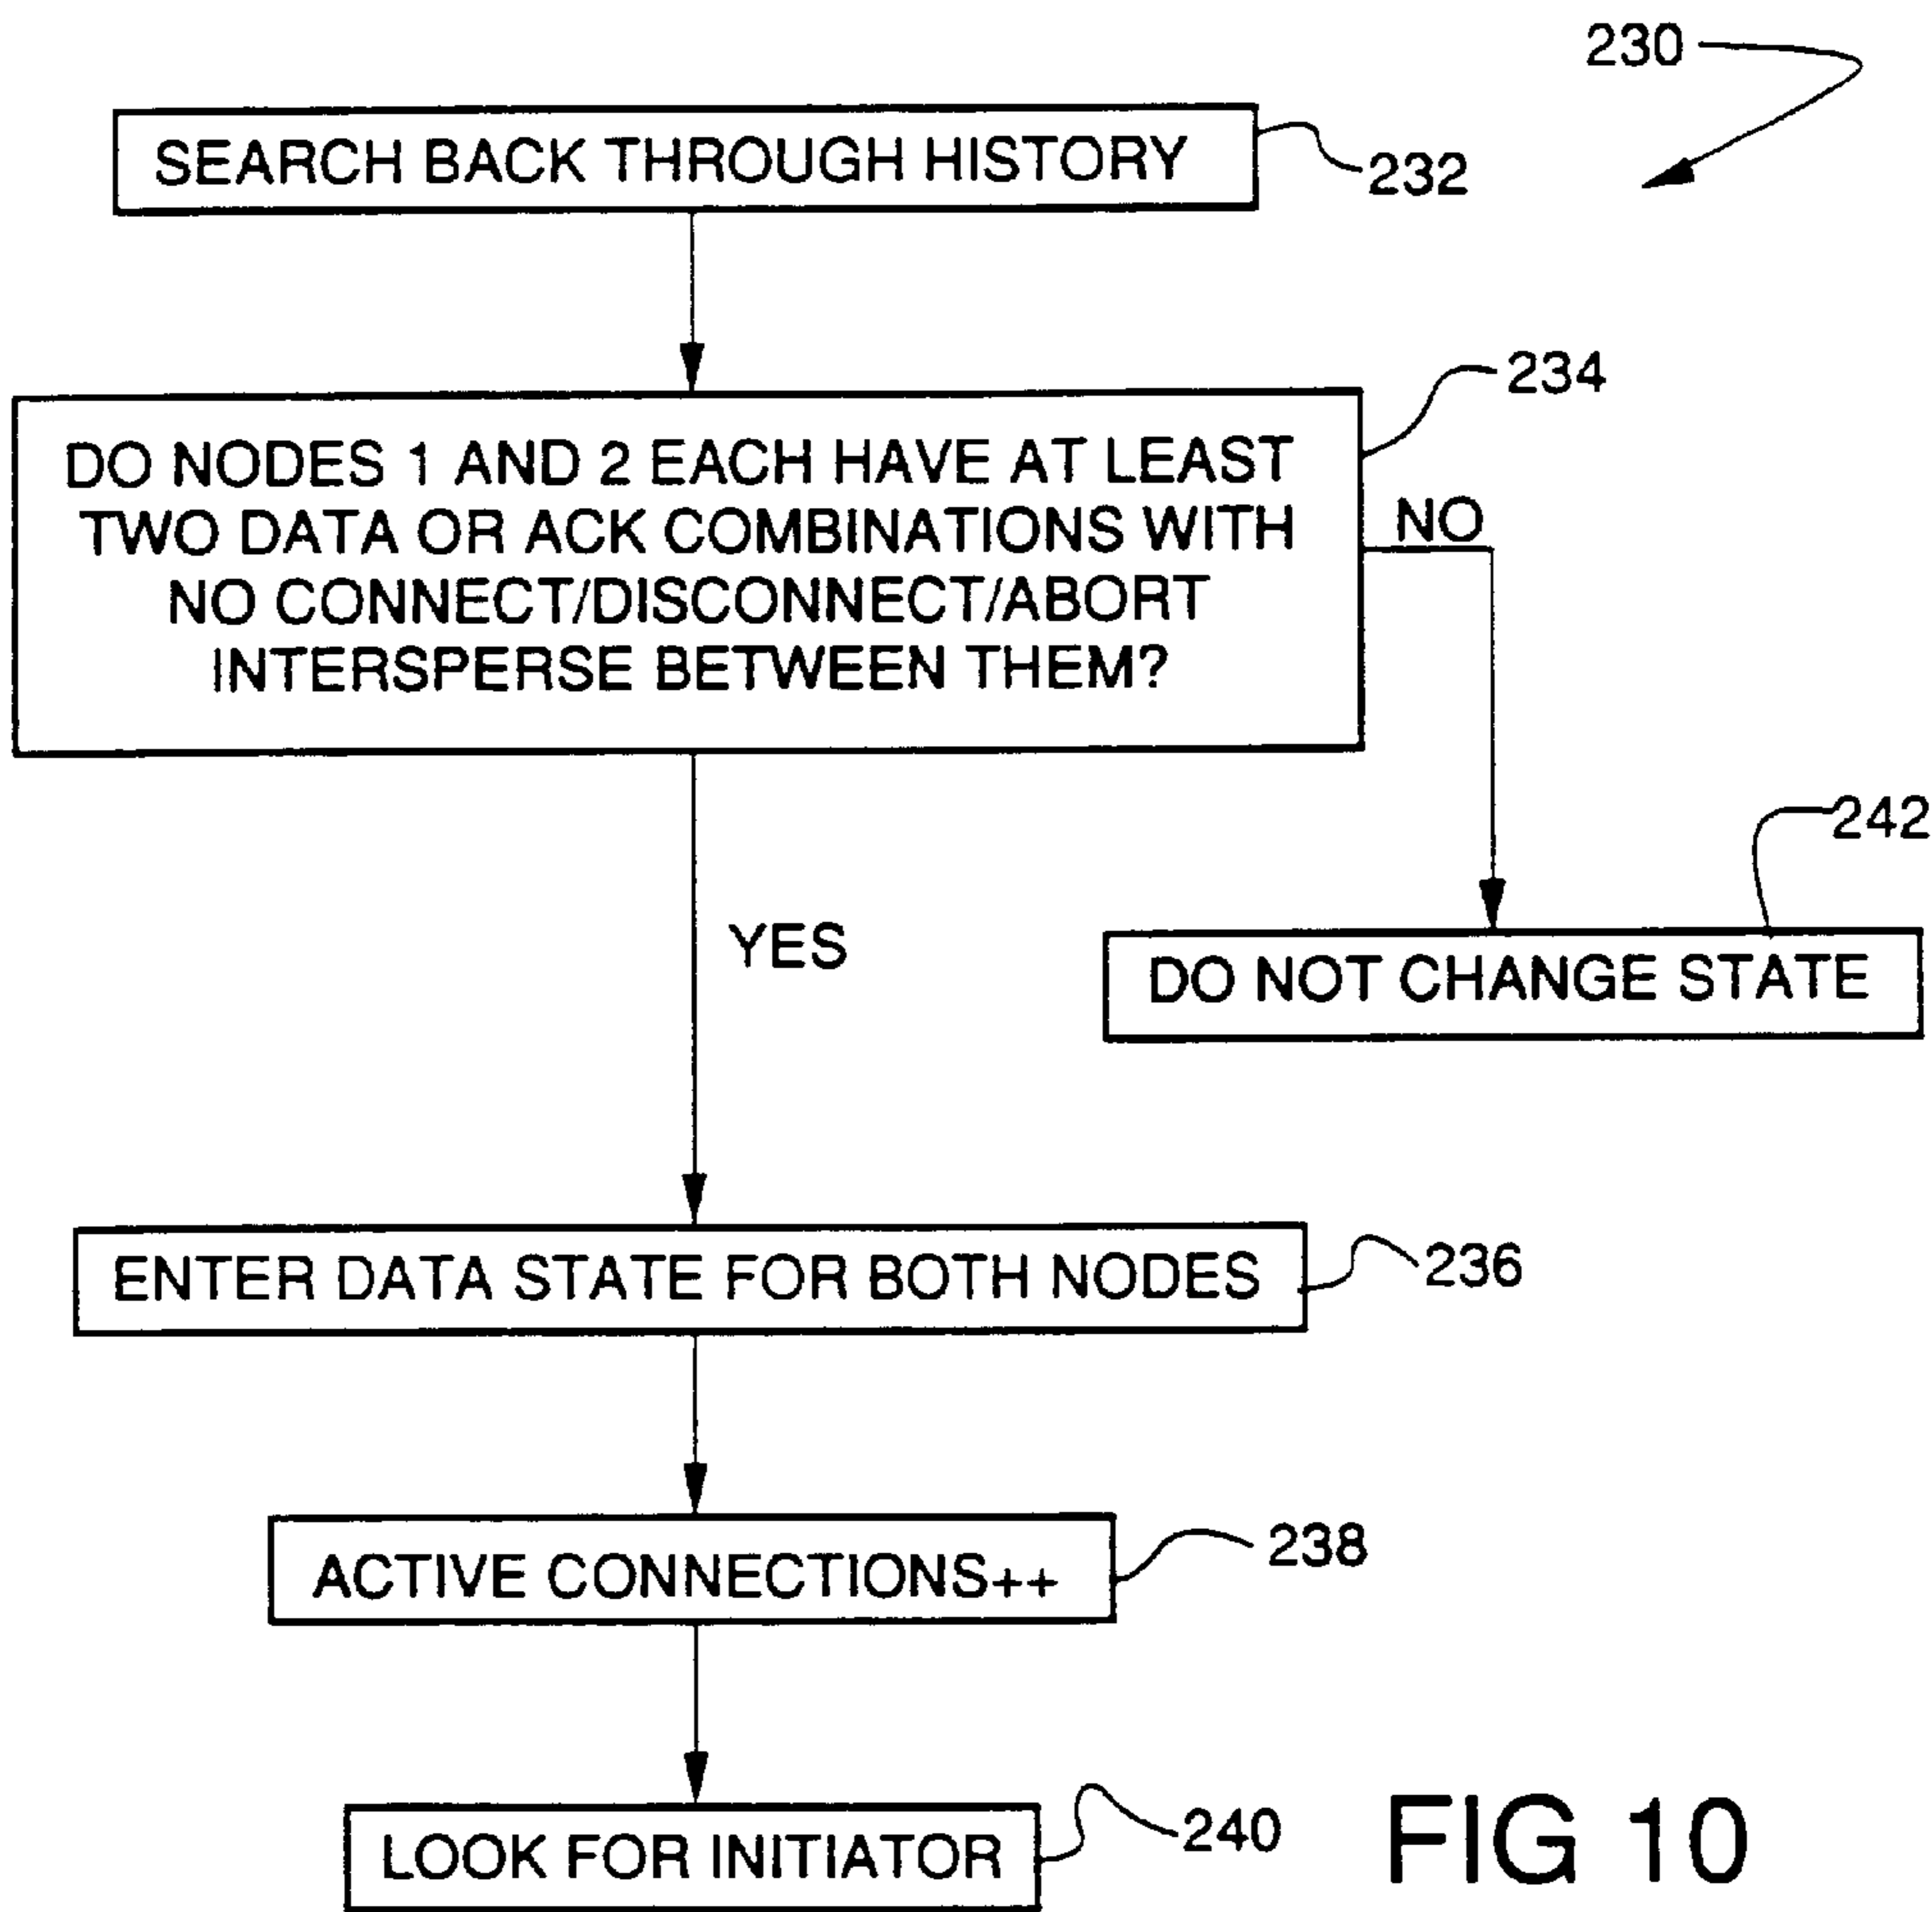 230
SEARCH BACK THROUGH HISTORY
232
234
DO NODES 1 AND 2 EACH HAVE AT LEAST
TWO DATA OR ACK COMBINATIONS WITH
NO CONNECT/DISCONNECT/ABORT
INTERSPERSE BETWEEN THEM?
NO
242
DO NOT CHANGE STATE
YES
ENTER DATA STATE FOR BOTH NODES
236
ACTIVE CONNECTIONS++
238
LOOK FOR INITIATOR
240
FIG 10